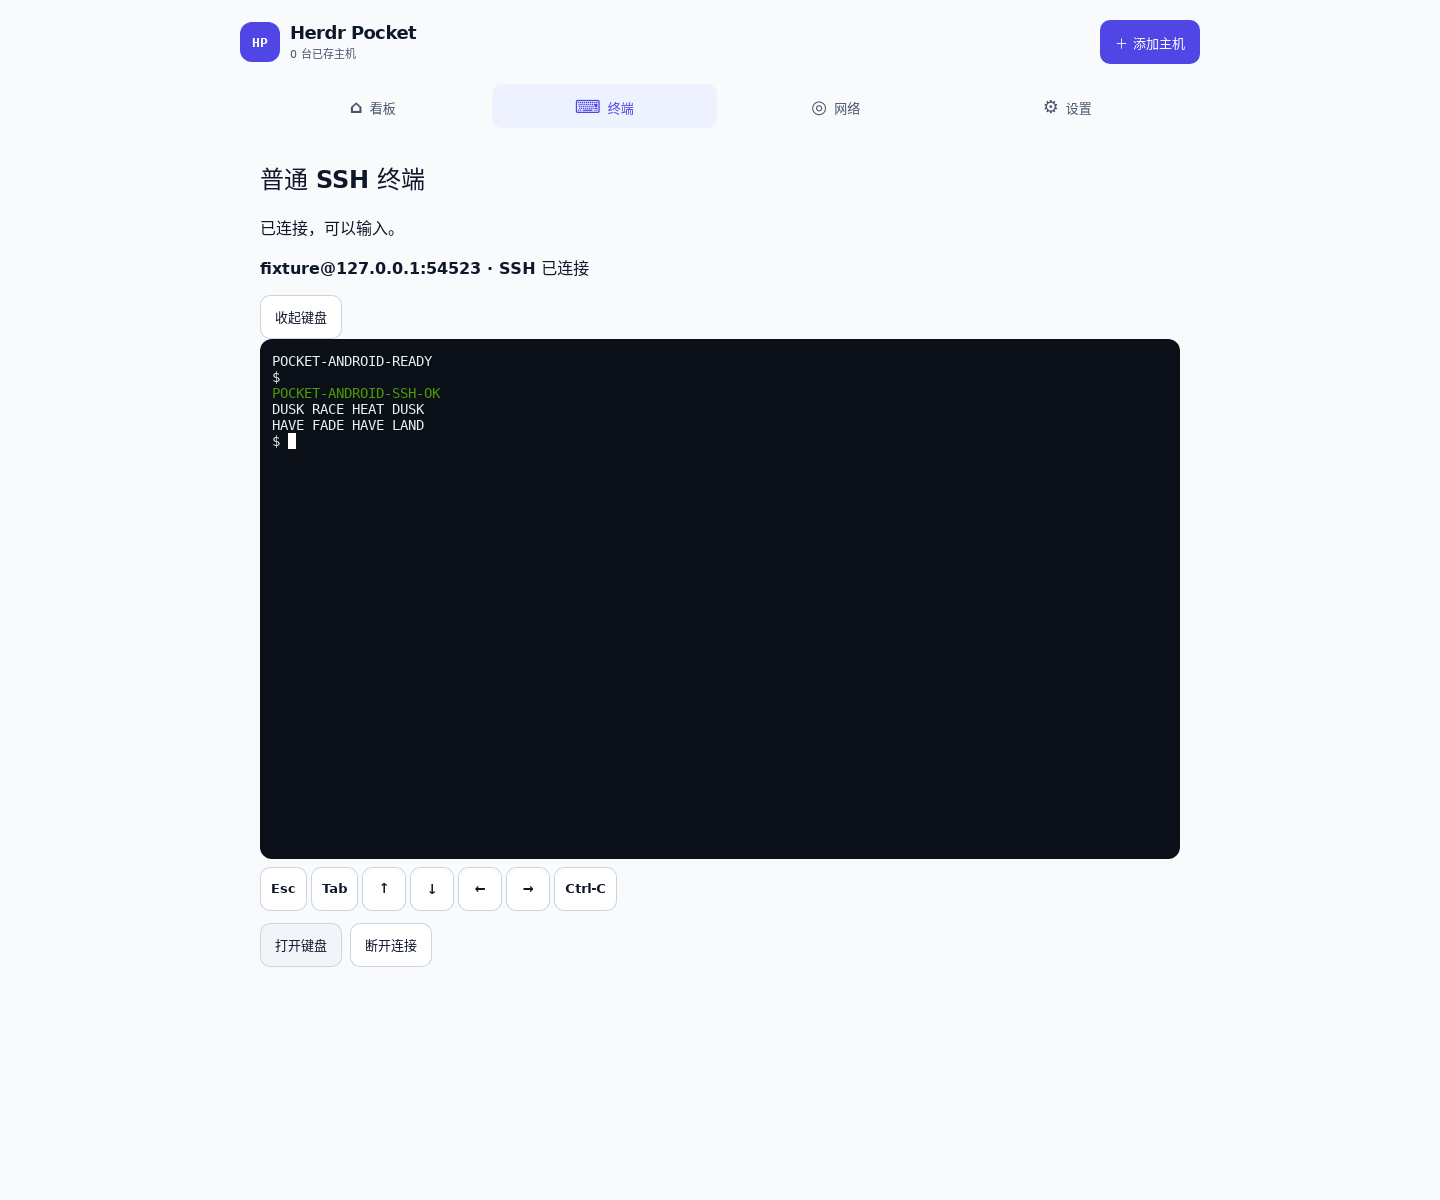 HP
Herdr Pocket
0 台已存主机
＋ 添加主机
⌂ 看板
⌨ 终端
◎ 网络
⚙ 设置
普通 SSH 终端
已连接，可以输入。
fixture@127.0.0.1:54523 · SSH 已连接
收起键盘
POCKET-ANDROID-READY
$
POCKET-ANDROID-SSH-OK
DUSK RACE HEAT DUSK
HAVE FADE HAVE LAND
$
Esc Tab ↑ ↓ ← → Ctrl-C
打开键盘 断开连接